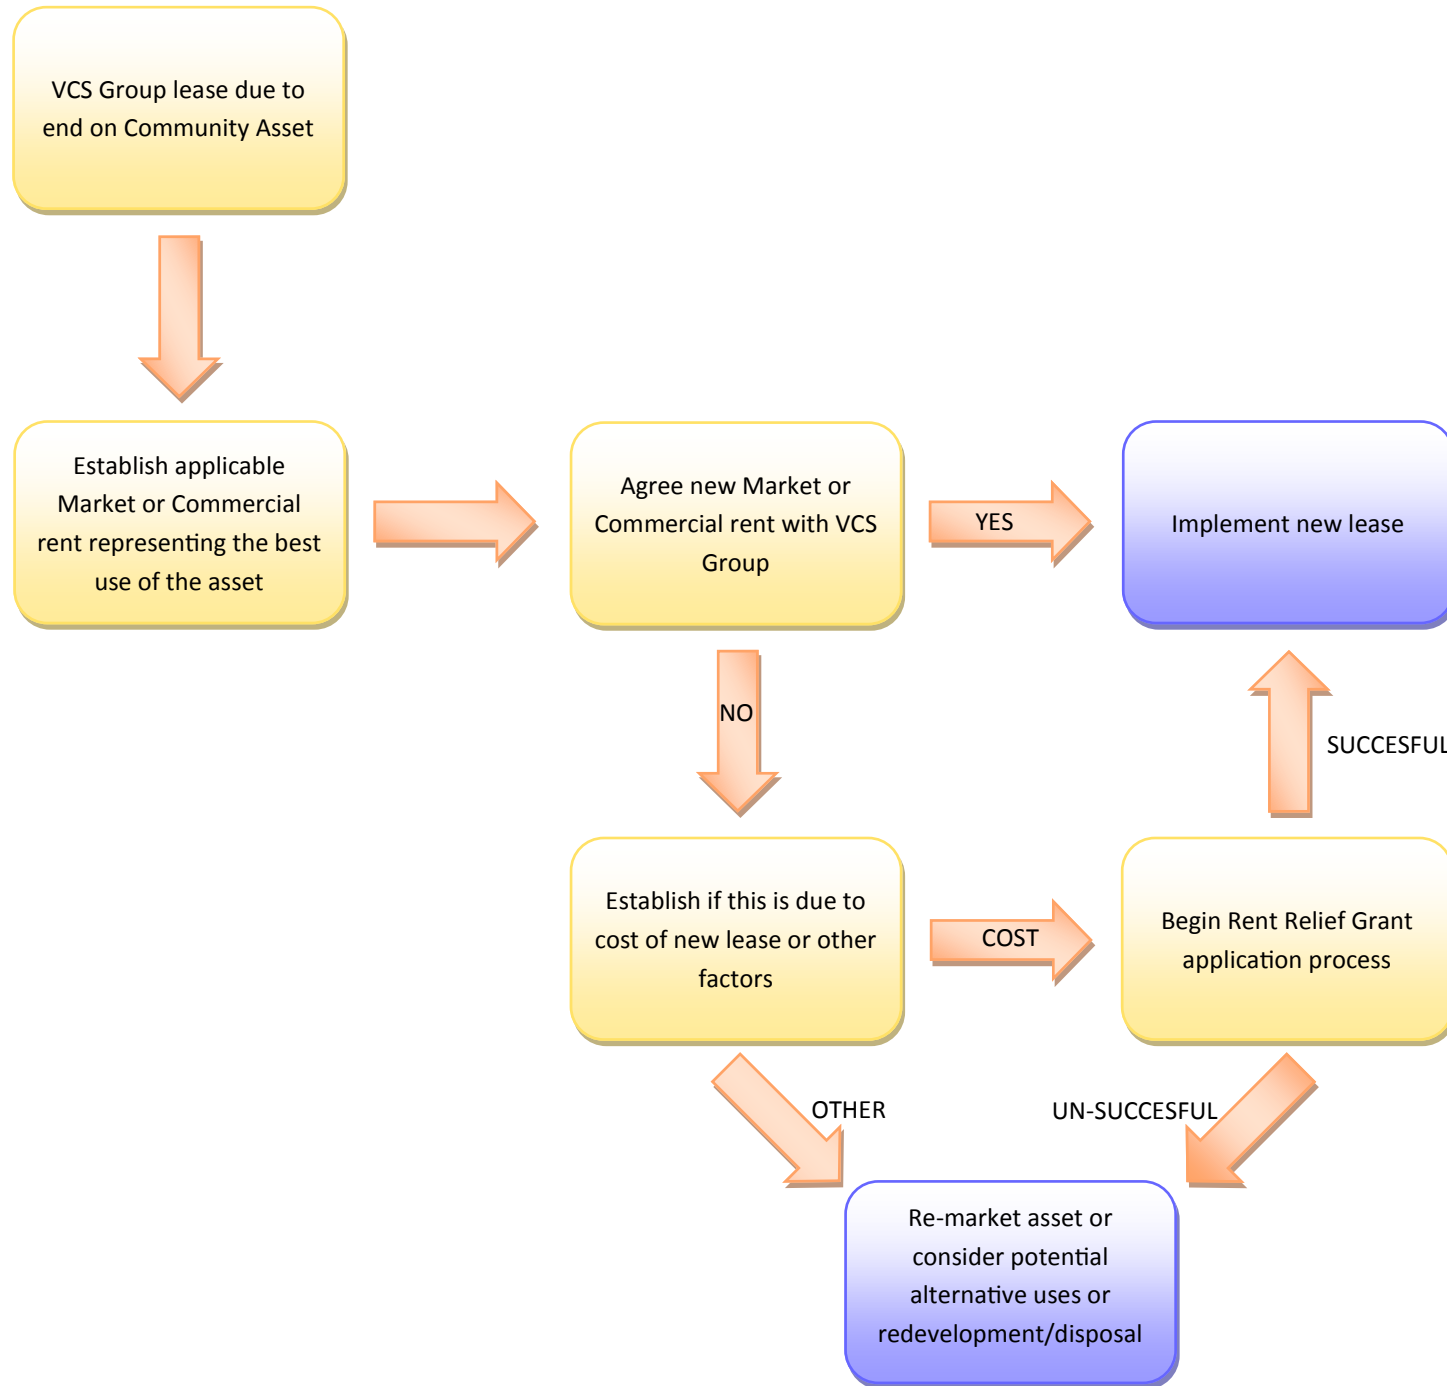 VCS Group lease due to
end on Community Asset
Establish applicable
Market or Commercial
rent representing the best
use of the asset
Agree new Market or
Commercial rent with VCS
Group
YES
Implement new lease
NO
SUCCESFUL
Establish if this is due to
cost of new lease or other
factors
COST
Begin Rent Relief Grant
application process
OTHER
UN-SUCCESFUL
Re-market asset or
consider potential
alternative uses or
redevelopment/disposal